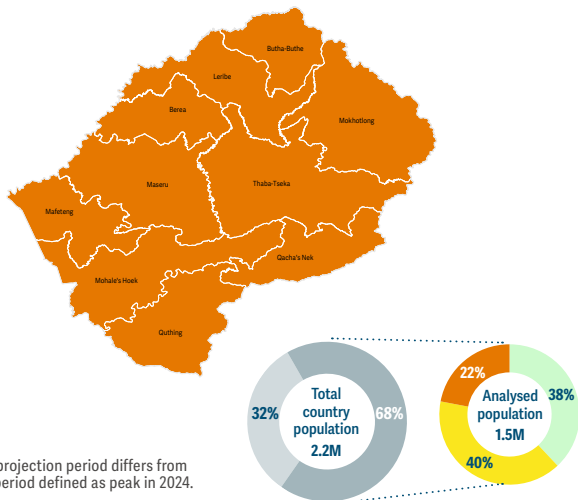 Butha-Buthe
Leribe
Berea
Mokhotlong
Maseru
Thaba-Tseka
Mafeteng
Qacha's Nek
Mohale's Hoek
Quthing
32%
Total
country
population
2.2M
68%
22%
38%
Analysed
population
1.5M
40%
projection period differs from
period defined as peak in 2024.